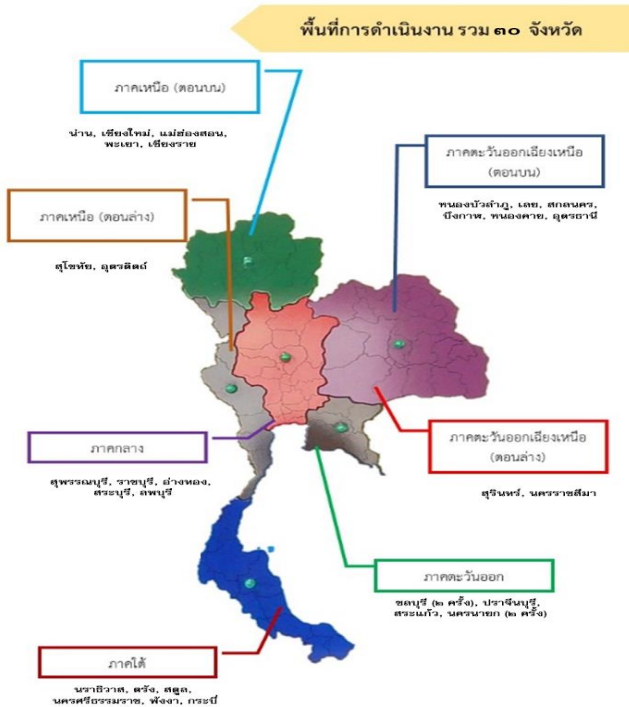 พื้นที่การดำเนินงาน รวม ๓๐ จังหวัด
ภาคเหนือ (ตอนบน)
น่าน, เชียงใหม่, แม่ฮ่องสอน,
พะเยา, เชียงราย
ภาคตะวันออกเฉียงเหนือ
(ตอนบน)
หนองบัวลำภู, เลย, สกลนคร,
บึงกาฬ, หนองคาย, อุดรธานี
ภาคเหนือ (ตอนล่าง)
สุโขทัย, อุตรดิตถ์
ภาคกลาง
สุพรรณบุรี, ราชบุรี, อ่างทอง,
สระบุรี, ลพบุรี
ภาคตะวันออกเฉียงเหนือ
(ตอนล่าง)
สุรินทร์, นครราชสีมา
ภาคตะวันออก
ชลบุรี (๒ ครั้ง), ปราจีนบุรี,
สระแก้ว, นครนายก (๒ ครั้ง)
ภาคใต้
นราธิวาส, ตรัง, สตูล,
นครศรีธรรมราช, พังงา, กระบี่